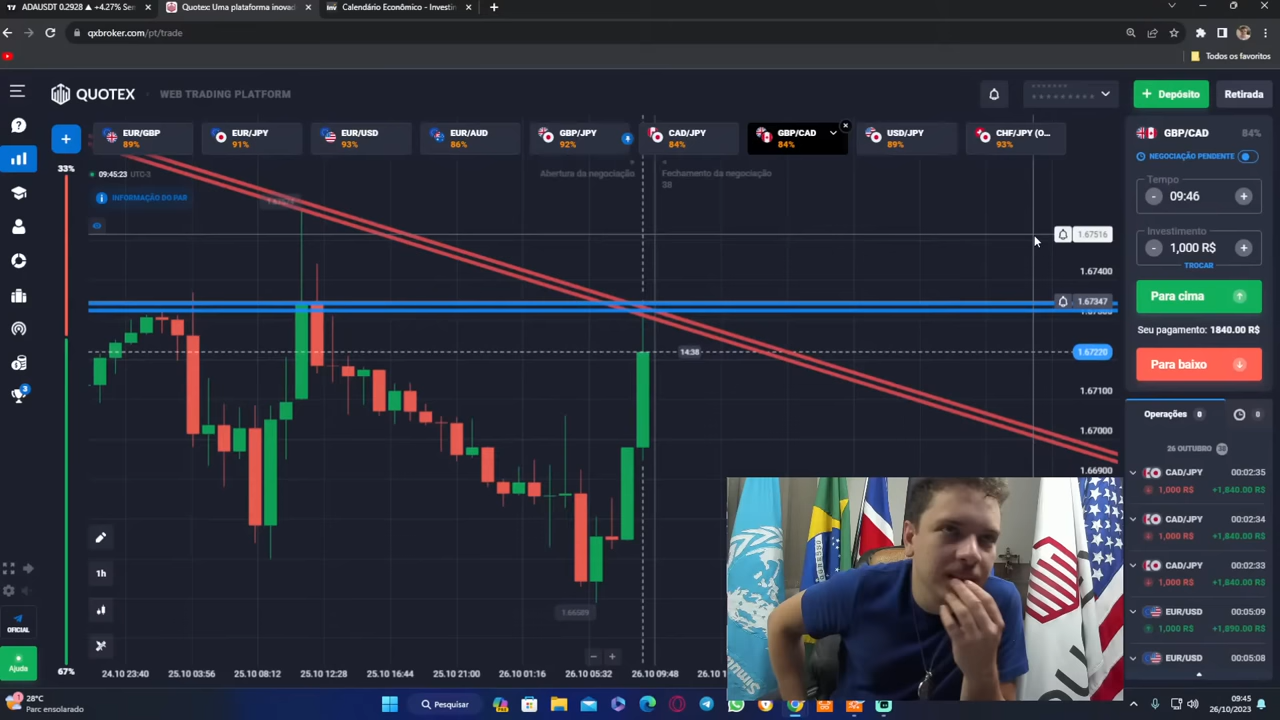 ADAUSDT 0.2928 ▲ +4.27% Sen
Quotex: Uma plataforma inovad
Calendário Econômico - Investin
qxbroker.com/pt/trade
Todos os favoritos
QUOTEX
WEB TRADING PLATFORM
+ Depósito
Retirada
EUR/GBP
89%
EUR/JPY
91%
EUR/USD
93%
EUR/AUD
86%
GBP/JPY
92%
CAD/JPY
84%
GBP/CAD
84%
USD/JPY
89%
CHF/JPY (O...
93%
GBP/CAD 84%
33%
09:45:23 UTC-3
Abertura da negociação
Fechamento da negociação
38
NEGOCIAÇÃO PENDENTE
INFORMAÇÃO DO PAR
Tempo
- 09:46 +
1.67516
Investimento
- 1,000 R$ +
TROCAR
1.67400
1.67347
Para cima
Seu pagamento: 1840.00 R$
14:38
1.67220
Para baixo
1.67100
1.67000
1.66900
Operações 0
0
26 OUTUBRO 38
CAD/JPY 00:02:35
1,000 R$ +1,840.00 R$
CAD/JPY 00:02:34
1,000 R$ +1,840.00 R$
CAD/JPY 00:02:33
1,000 R$ +1,840.00 R$
EUR/USD 00:05:09
1,000 R$ +1,890.00 R$
EUR/USD 00:05:08
1h
3
OFICIAL
Ajuda
67%
1.66589
- +
24.10 23:40
25.10 03:56
25.10 08:12
25.10 12:28
25.10 16:44
25.10 21:00
26.10 01:16
26.10 05:32
26.10 09:48
28°C
Parc ensolarado
Pesquisar
09:45
26/10/2023